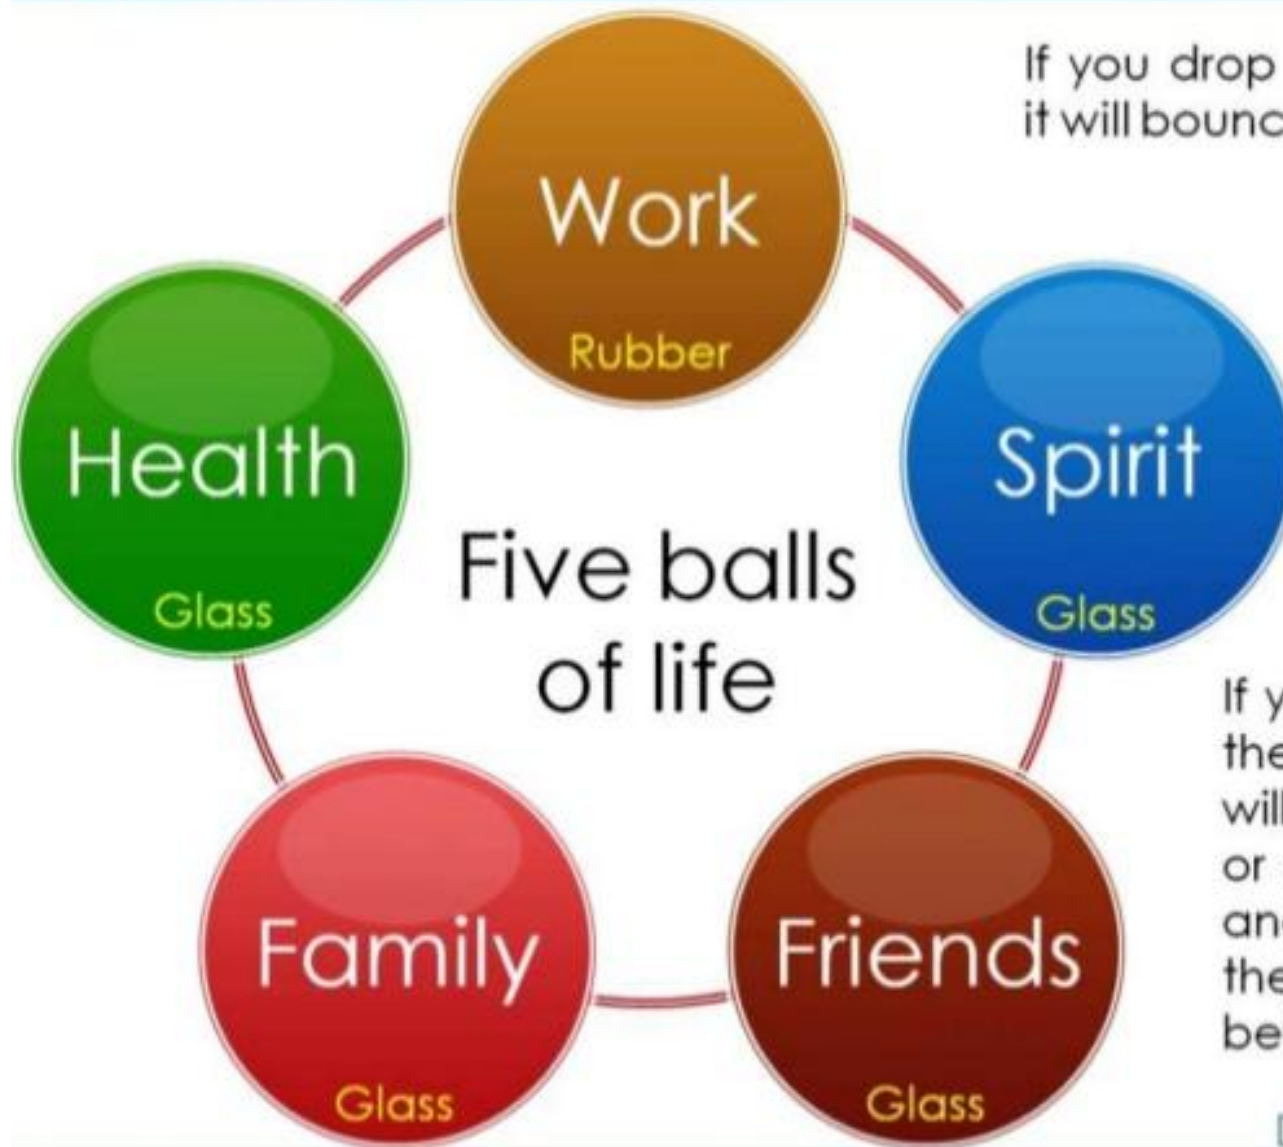 If you drop
it will bounc
Work
Rubber
Health
Glass
Spirit
Glass
Five balls
of life
If y
the
will
or
and
the
be
Family
Glass
Friends
Glass